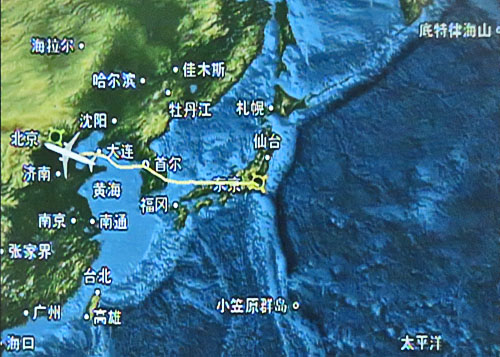 底特律海山
海拉尔
佳木斯
哈尔滨
牡丹江
札幌
沈阳
北京
大连
仙台
济南
首尔
黄海
东京
福冈
南京
南通
张家界
台北
小笠原群岛
广州
高雄
海口
太平洋